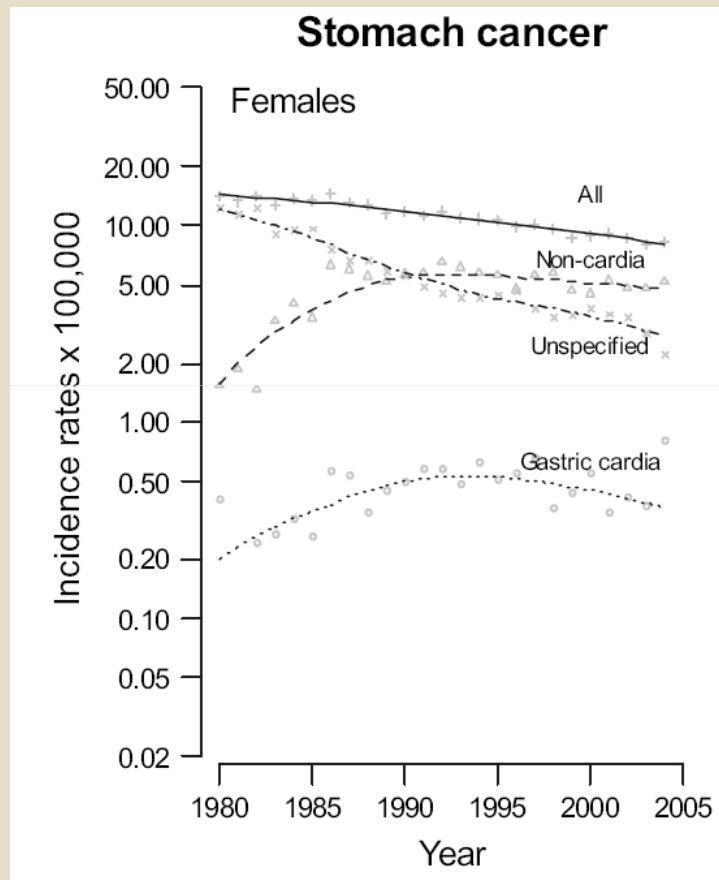 Stomach cancer
50.00
Females
20.00
All
10.00
Non-cardia
5.00
Unspecified
2.00
1.00
Gastric cardia
0.50
0.20
0.10
0.05
0.02
Incidence rates x 100,000
1980 1985 1990 1995 2000 2005
Year